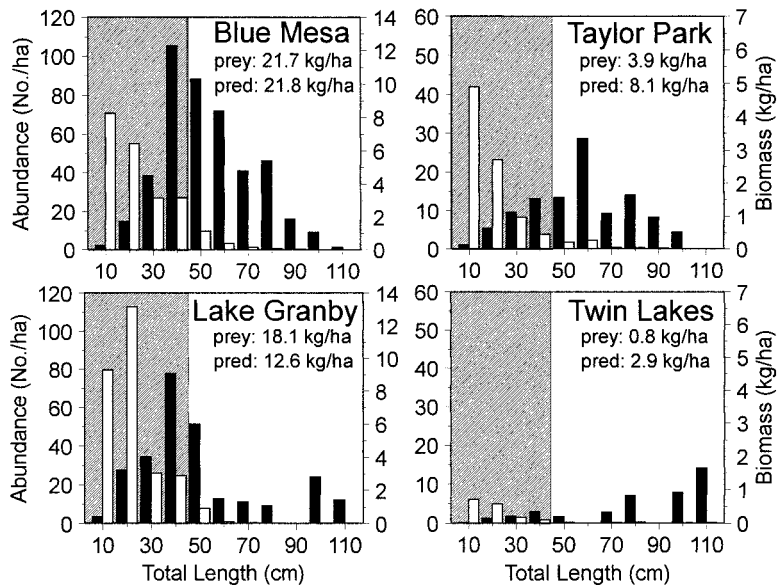 Blue Mesa
prey: 21.7 kg/ha
pred: 21.8 kg/ha
Abundance (No./ha)
120
100
80
60
40
20
0
14
12
10
8
6
4
2
0
10 30 50 70 90 110
Taylor Park
prey: 3.9 kg/ha
pred: 8.1 kg/ha
60
50
40
30
20
10
0
7
6
5
4
3
2
1
0
Biomass (kg/ha)
10 30 50 70 90 110
Lake Granby
prey: 18.1 kg/ha
pred: 12.6 kg/ha
Abundance (No./ha)
120
100
80
60
40
20
0
14
12
10
8
6
4
2
0
10 30 50 70 90 110
Total Length (cm)
Twin Lakes
prey: 0.8 kg/ha
pred: 2.9 kg/ha
60
50
40
30
20
10
0
7
6
5
4
3
2
1
0
Biomass (kg/ha)
10 30 50 70 90 110
Total Length (cm)